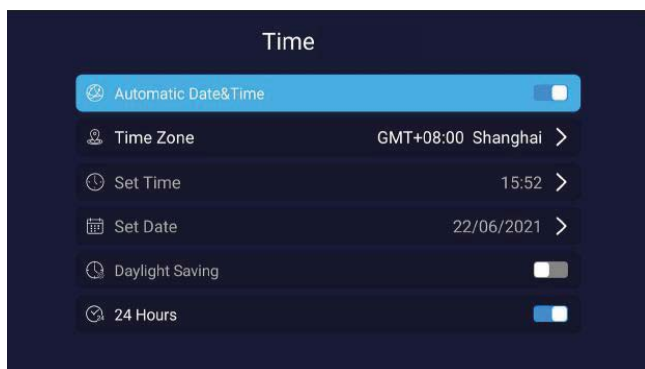 Time
Automatic Date&Time
Time Zone GMT+08:00 Shanghai
Set Time 15:52
Set Date 22/06/2021
Daylight Saving
24 Hours